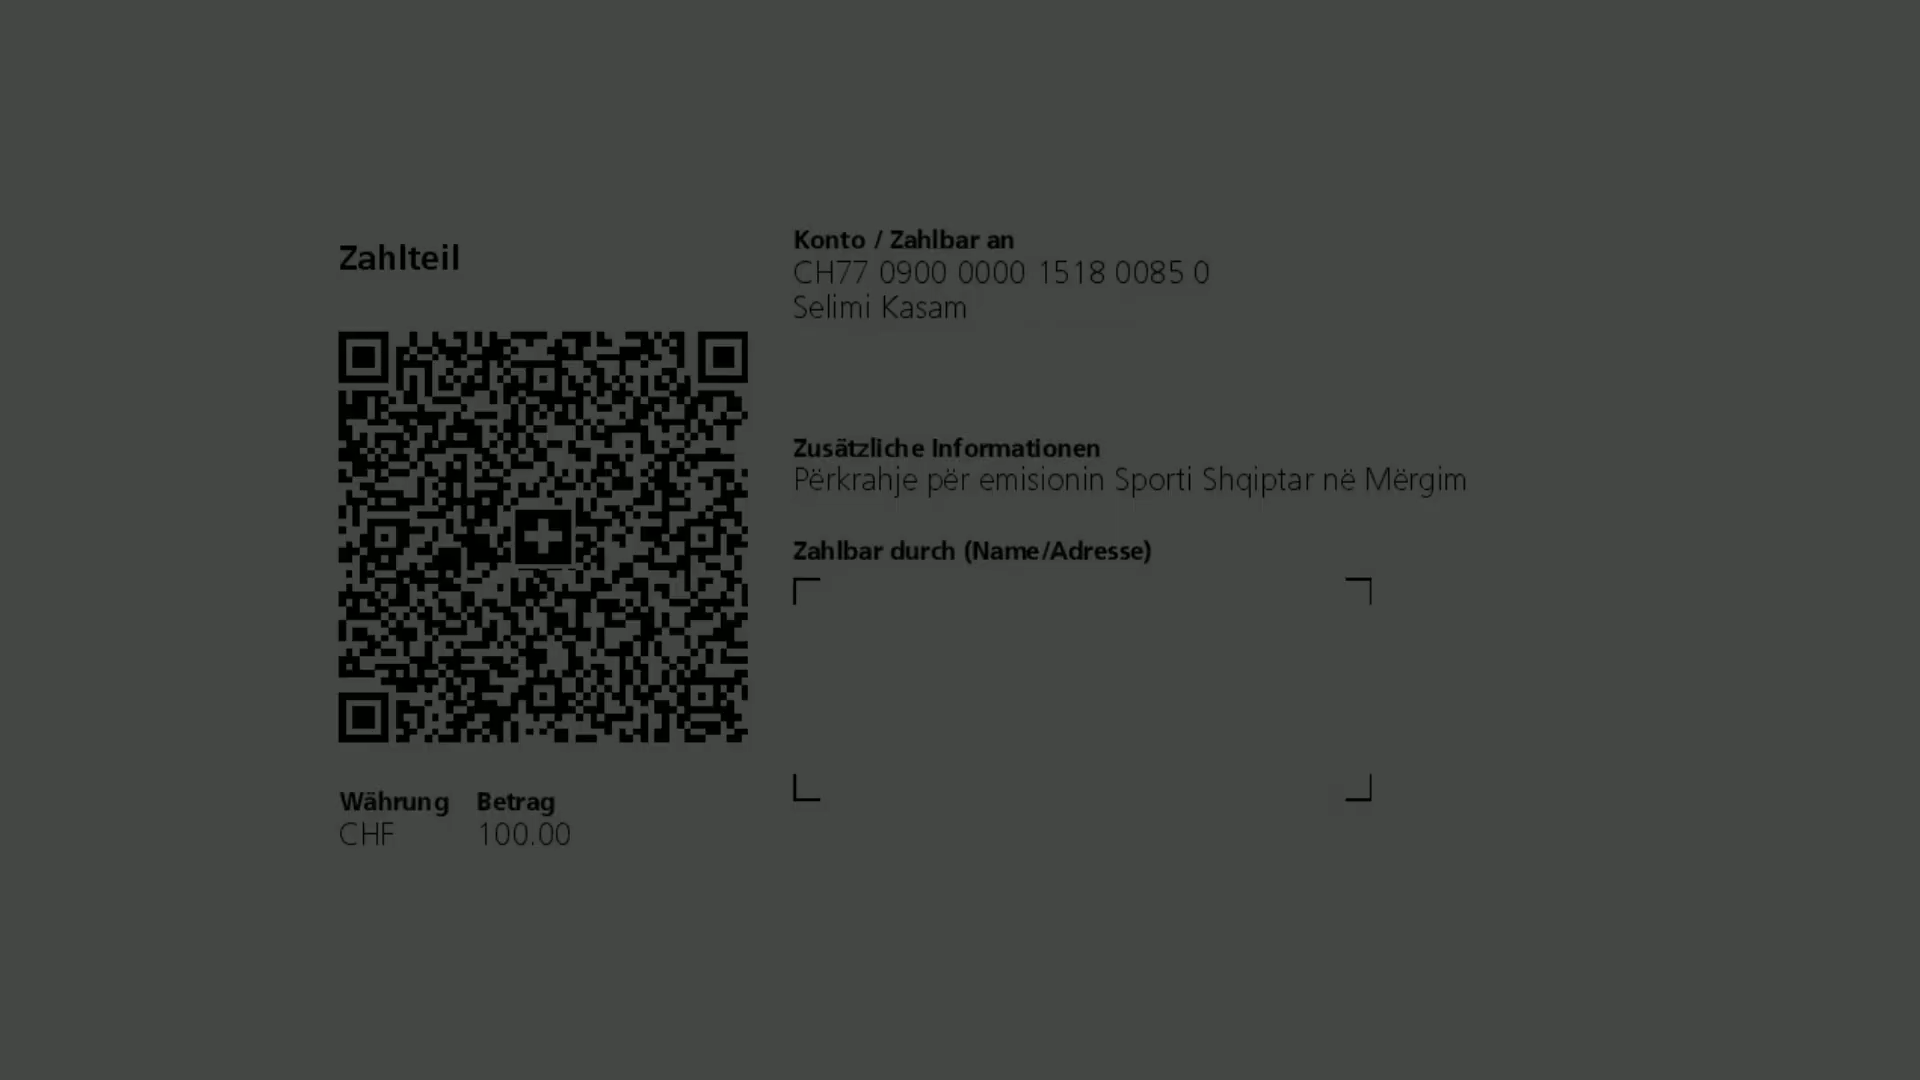 Zahlteil
Konto / Zahlbar an
CH77 0900 0000 1518 0085 0
Selimi Kasam
Zusätzliche Informationen
Përkrahje për emisionin Sporti Shqiptar në Mërgim
Zahlbar durch (Name/Adresse)
Währung Betrag
CHF 100.00